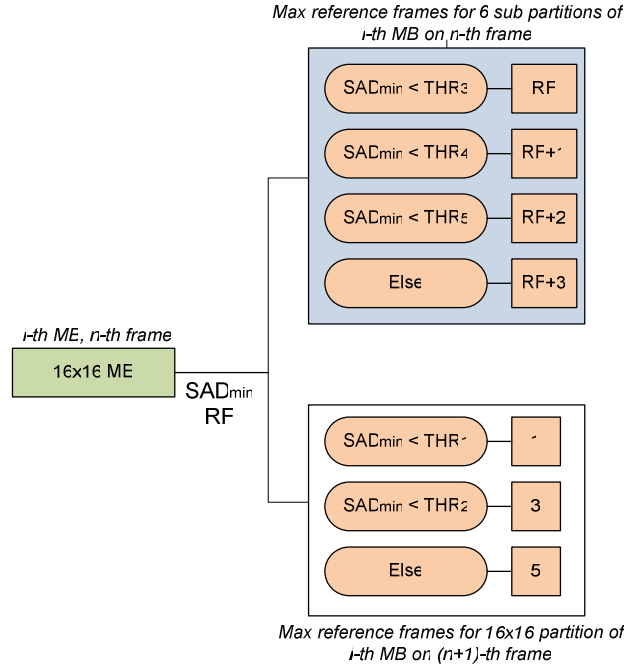 Max reference frames for 6 sub partitions of
i-th MB on n-th frame
SADmin < THR3
RF
SADmin < THR4
RF+1
SADmin < THR5
RF+2
Else
RF+3
i-th ME, n-th frame
16x16 ME
SADmin
RF
SADmin < THR1
1
SADmin < THR2
3
Else
5
Max reference frames for 16x16 partition of
i-th MB on (n+1)-th frame